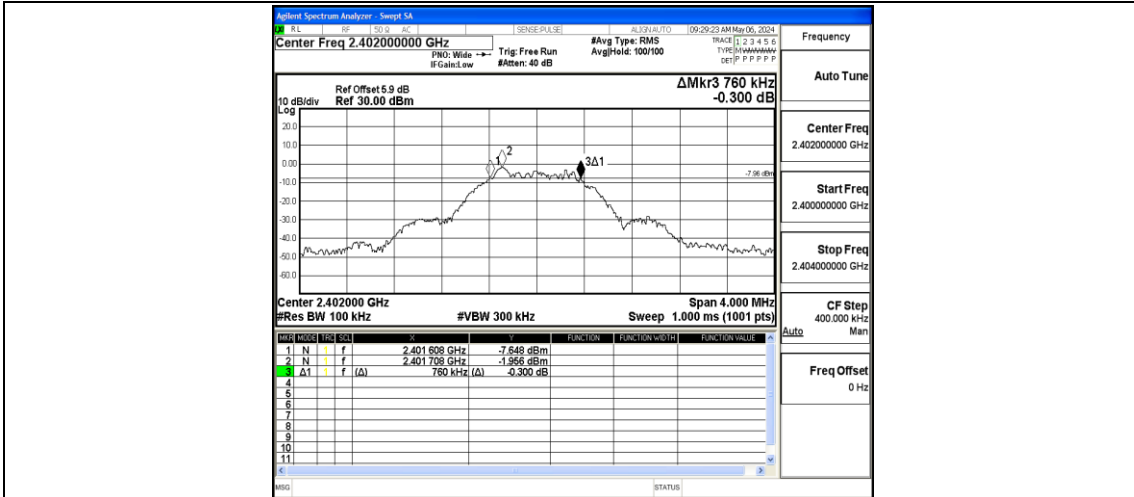 Agilent Spectrum Analyzer - Swept SA
RL RF 50 Ω AC SENSE:PULSE ALIGN AUTO 09:29:23 AM May 06, 2024
Center Freq 2.402000000 GHz
#Avg Type: RMS
TRACE 1 2 3 4 5 6
PNO: Wide Trig: Free Run Avg|Hold: 100/100
TYPE M W W W W W
IFGain:Low #Atten: 40 dB
DET P P P P P P
ΔMkr3 760 kHz
-0.300 dB
Ref Offset 5.9 dB
10 dB/div Ref 30.00 dBm
Log
20.0
10.0
0.00
-10.0
-20.0
-30.0
-40.0
-50.0
-60.0
1
2
3Δ1
-7.96 dBm
Center 2.402000 GHz Span 4.000 MHz
#Res BW 100 kHz #VBW 300 kHz Sweep 1.000 ms (1001 pts)
MKR MODE TRC SCL X Y FUNCTION FUNCTION WIDTH FUNCTION VALUE
1 N 1 f 2.401 608 GHz -7.648 dBm
2 N 1 f 2.401 708 GHz -1.956 dBm
3 Δ1 1 f (Δ) 760 kHz (Δ) -0.300 dB
4
5
6
7
8
9
10
11
MSG STATUS
Frequency
Auto Tune
Center Freq
2.402000000 GHz
Start Freq
2.400000000 GHz
Stop Freq
2.404000000 GHz
CF Step
400.000 kHz
Auto Man
Freq Offset
0 Hz